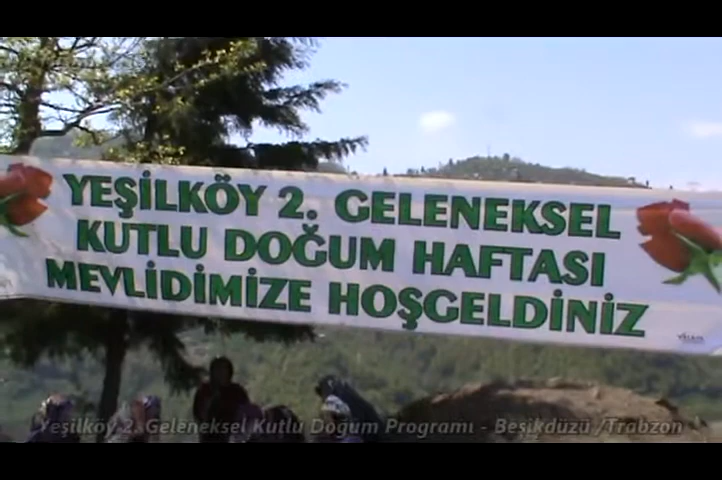 YEŞİLKÖY 2. GELENEKSEL
KUTLU DOĞUM HAFTASI
MEVLİDİMİZE HOŞGELDİNİZ
Yeşilköy 2. Geleneksel Kutlu Doğum Programı - Beşikdüzü /Trabzon